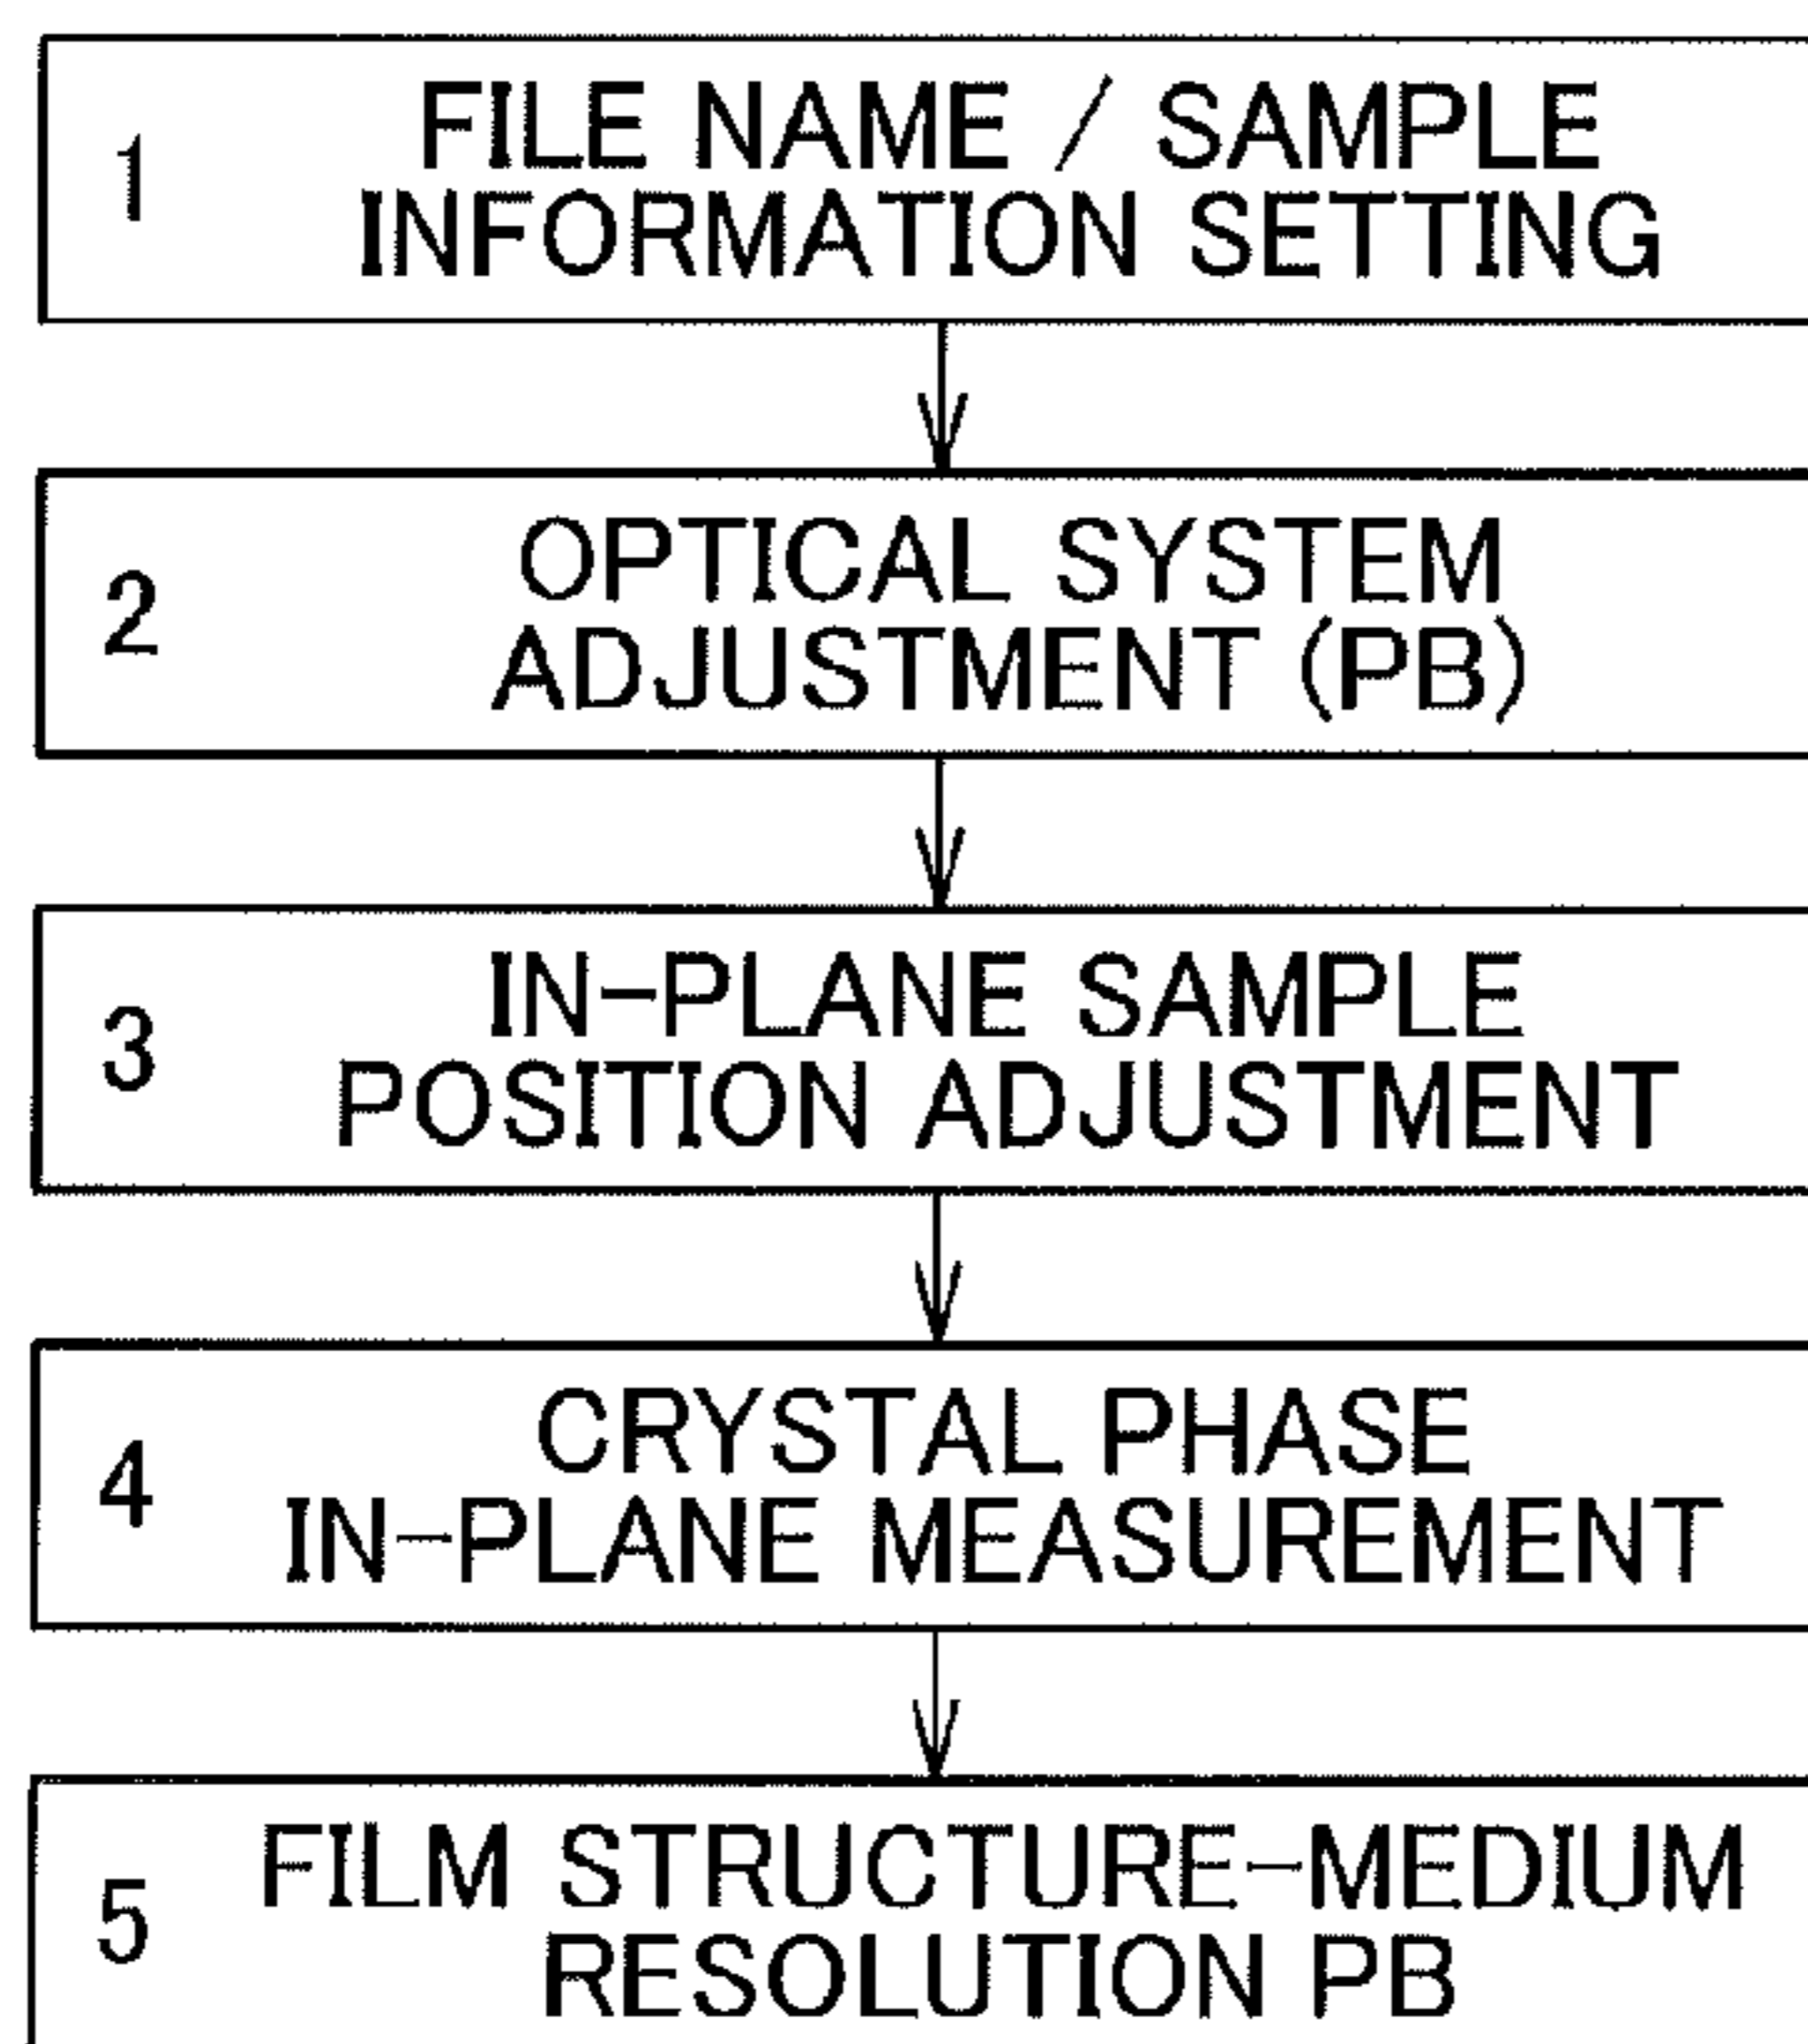 1
FILE NAME / SAMPLE
INFORMATION SETTING
2
OPTICAL SYSTEM
ADJUSTMENT (PB)
3
IN-PLANE SAMPLE
POSITION ADJUSTMENT
4
CRYSTAL PHASE
IN-PLANE MEASUREMENT
5
FILM STRUCTURE-MEDIUM
RESOLUTION PB